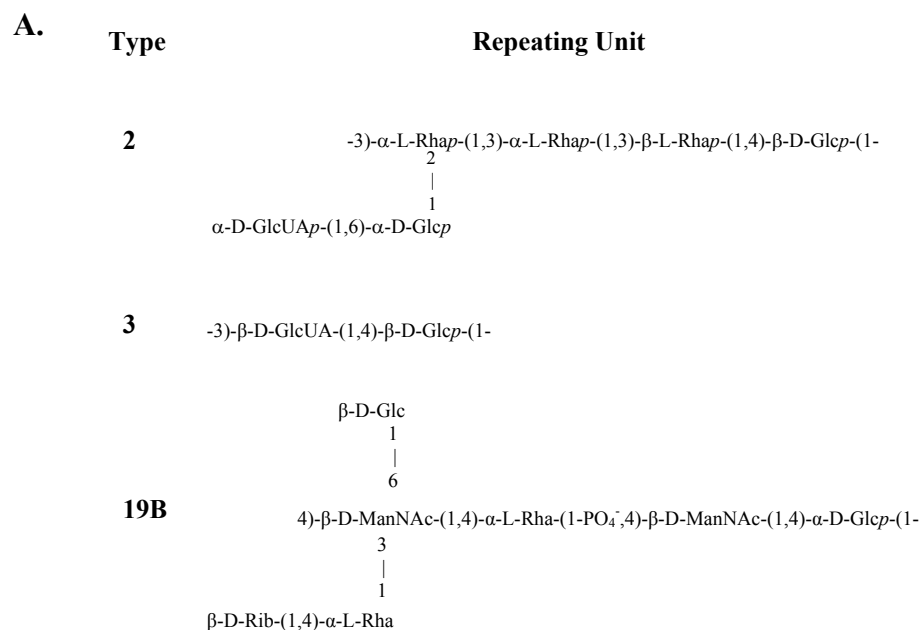 A.
Type Repeating Unit
2 -3)-α-L-Rhap-(1,3)-α-L-Rhap-(1,3)-β-L-Rhap-(1,4)-β-D-Glcp-(1-
2
|
1
α-D-GlcUAp-(1,6)-α-D-Glcp
3 -3)-β-D-GlcUA-(1,4)-β-D-Glcp-(1-
β-D-Glc
1
|
6
19B 4)-β-D-ManNAc-(1,4)-α-L-Rha-(1-PO₄⁻,4)-β-D-ManNAc-(1,4)-α-D-Glcp-(1-
3
|
1
β-D-Rib-(1,4)-α-L-Rha